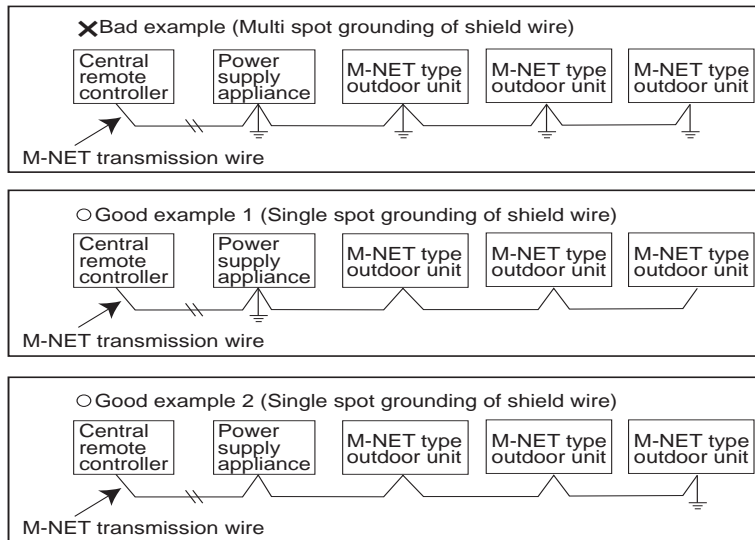 ×Bad example (Multi spot grounding of shield wire)
Central remote controller
Power supply appliance
M-NET type outdoor unit
M-NET type outdoor unit
M-NET type outdoor unit
M-NET transmission wire
○Good example 1 (Single spot grounding of shield wire)
Central remote controller
Power supply appliance
M-NET type outdoor unit
M-NET type outdoor unit
M-NET type outdoor unit
M-NET transmission wire
○Good example 2 (Single spot grounding of shield wire)
Central remote controller
Power supply appliance
M-NET type outdoor unit
M-NET type outdoor unit
M-NET type outdoor unit
M-NET transmission wire